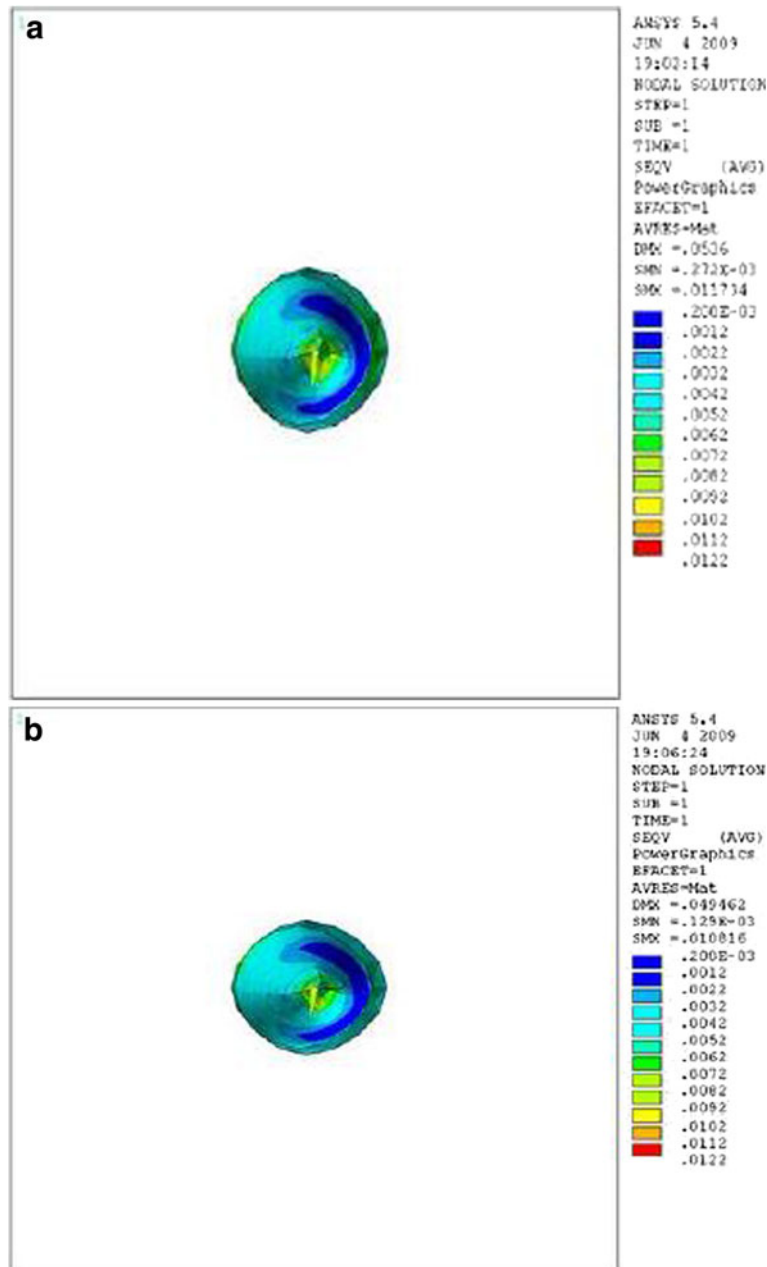 a
ANSYS 5.4
JUN 4 2009
19:02:14
NODAL SOLUTION
STEP=1
SUB =1
TIME=1
SEQV (AVG)
PowerGraphics
EFACET=1
AVRES=Mat
DMX =.0536
SMN =.272E-03
SMX =.011734
.200E-03
.0012
.0022
.0032
.0042
.0052
.0062
.0072
.0082
.0092
.0102
.0112
.0122
b
ANSYS 5.4
JUN 4 2009
19:06:24
NODAL SOLUTION
STEP=1
SUB =1
TIME=1
SEQV (AVG)
PowerGraphics
EFACET=1
AVRES=Mat
DMX =.049462
SMN =.129E-03
SMX =.010816
.200E-03
.0012
.0022
.0032
.0042
.0052
.0062
.0072
.0082
.0092
.0102
.0112
.0122